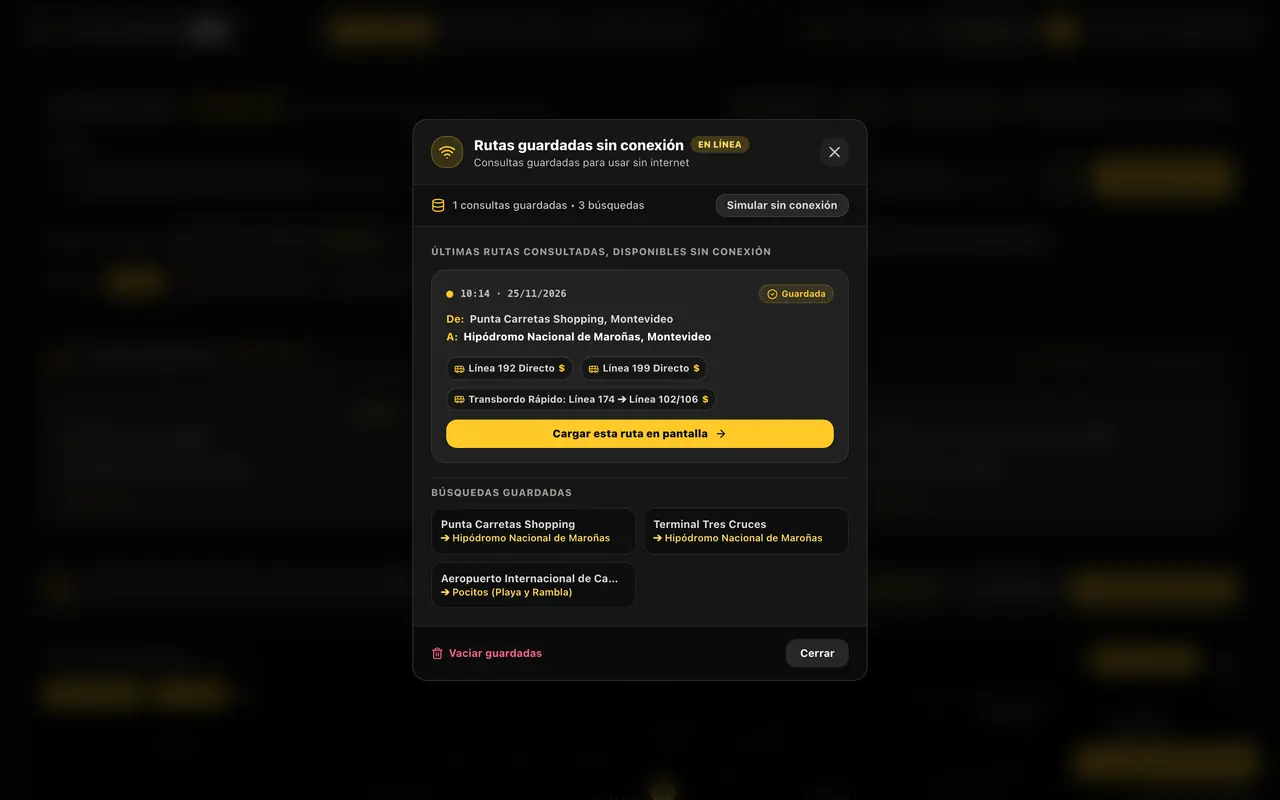 Rutas guardadas sin conexión EN LÍNEA
Consultas guardadas para usar sin internet
1 consultas guardadas • 3 búsquedas Simular sin conexión
ÚLTIMAS RUTAS CONSULTADAS, DISPONIBLES SIN CONEXIÓN
10:14 · 25/11/2026 Guardada
De: Punta Carretas Shopping, Montevideo
A: Hipódromo Nacional de Maroñas, Montevideo
Línea 192 Directo $ Línea 199 Directo $
Transbordo Rápido: Línea 174 ➔ Línea 102/106 $
Cargar esta ruta en pantalla →
BÚSQUEDAS GUARDADAS
Punta Carretas Shopping
➔ Hipódromo Nacional de Maroñas
Terminal Tres Cruces
➔ Hipódromo Nacional de Maroñas
Aeropuerto Internacional de Ca...
➔ Pocitos (Playa y Rambla)
Vaciar guardadas Cerrar